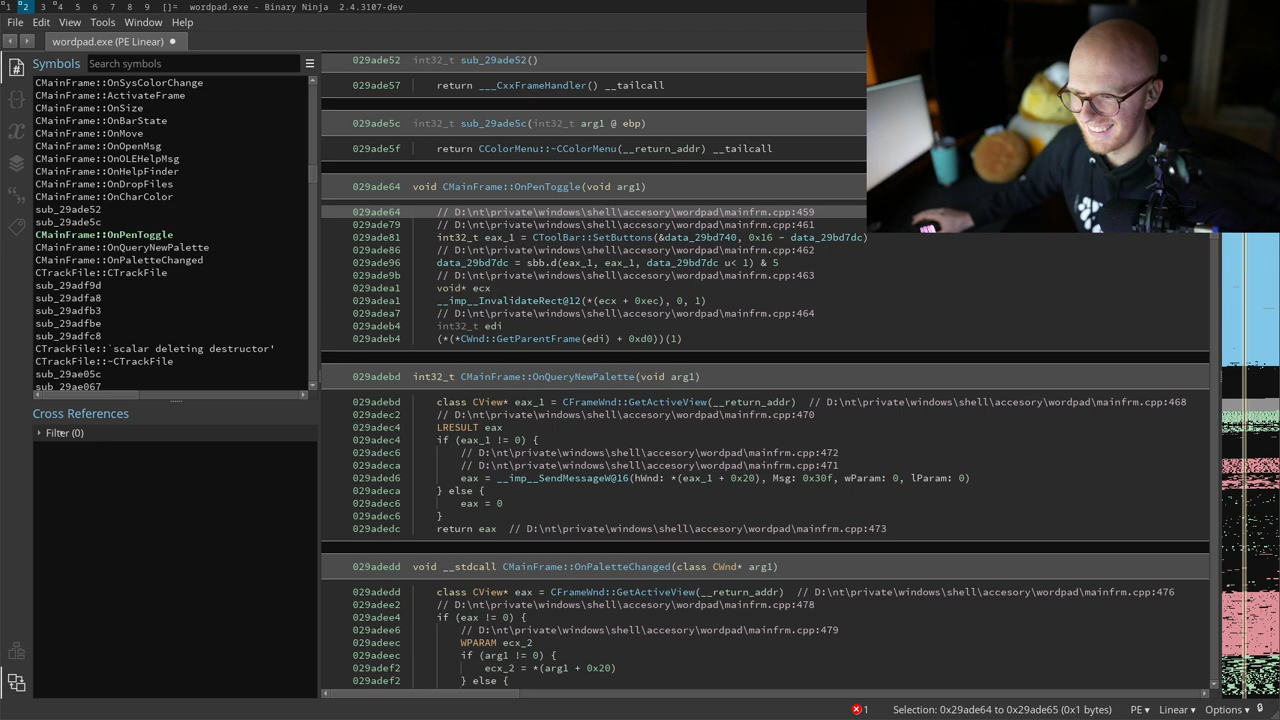 1 2 3 4 5 6 7 8 9 []= wordpad.exe - Binary Ninja 2.4.3107-dev
File Edit View Tools Window Help
wordpad.exe (PE Linear)
Symbols
Search symbols
CMainFrame::OnSysColorChange
CMainFrame::ActivateFrame
CMainFrame::OnSize
CMainFrame::OnBarState
CMainFrame::OnMove
CMainFrame::OnOpenMsg
CMainFrame::OnOLEHelpMsg
CMainFrame::OnHelpFinder
CMainFrame::OnDropFiles
CMainFrame::OnCharColor
sub_29ade52
sub_29ade5c
CMainFrame::OnPenToggle
CMainFrame::OnQueryNewPalette
CMainFrame::OnPaletteChanged
CTrackFile::CTrackFile
sub_29adf9d
sub_29adfa8
sub_29adfb3
sub_29adfbe
sub_29adfc8
CTrackFile::`scalar deleting destructor'
CTrackFile::~CTrackFile
sub_29ae05c
sub_29ae067
Cross References
Filter (0)
029ade52 int32_t sub_29ade52()
029ade57 return ___CxxFrameHandler() __tailcall
029ade5c int32_t sub_29ade5c(int32_t arg1 @ ebp)
029ade5f return CColorMenu::~CColorMenu(__return_addr) __tailcall
029ade64 void CMainFrame::OnPenToggle(void arg1)
029ade64 // D:\nt\private\windows\shell\accesory\wordpad\mainfrm.cpp:459
029ade79 // D:\nt\private\windows\shell\accesory\wordpad\mainfrm.cpp:461
029ade81 int32_t eax_1 = CToolBar::SetButtons(&data_29bd740, 0x16 - data_29bd7dc)
029ade86 // D:\nt\private\windows\shell\accesory\wordpad\mainfrm.cpp:462
029ade96 data_29bd7dc = sbb.d(eax_1, eax_1, data_29bd7dc u< 1) & 5
029ade9b // D:\nt\private\windows\shell\accesory\wordpad\mainfrm.cpp:463
029adea1 void* ecx
029adea1 __imp__InvalidateRect@12(*(ecx + 0xec), 0, 1)
029adea7 // D:\nt\private\windows\shell\accesory\wordpad\mainfrm.cpp:464
029adeb4 int32_t edi
029adeb4 (*(*CWnd::GetParentFrame(edi) + 0xd0))(1)
029adebd int32_t CMainFrame::OnQueryNewPalette(void arg1)
029adebd class CView* eax_1 = CFrameWnd::GetActiveView(__return_addr) // D:\nt\private\windows\shell\accesory\wordpad\mainfrm.cpp:468
029adec2 // D:\nt\private\windows\shell\accesory\wordpad\mainfrm.cpp:470
029adec4 LRESULT eax
029adec4 if (eax_1 != 0) {
029adec6 // D:\nt\private\windows\shell\accesory\wordpad\mainfrm.cpp:472
029adeca // D:\nt\private\windows\shell\accesory\wordpad\mainfrm.cpp:471
029aded6 eax = __imp__SendMessageW@16(hWnd: *(eax_1 + 0x20), Msg: 0x30f, wParam: 0, lParam: 0)
029adeca } else {
029adec6 eax = 0
029adec6 }
029adedc return eax // D:\nt\private\windows\shell\accesory\wordpad\mainfrm.cpp:473
029adedd void __stdcall CMainFrame::OnPaletteChanged(class CWnd* arg1)
029adedd class CView* eax = CFrameWnd::GetActiveView(__return_addr) // D:\nt\private\windows\shell\accesory\wordpad\mainfrm.cpp:476
029adee2 // D:\nt\private\windows\shell\accesory\wordpad\mainfrm.cpp:478
029adee4 if (eax != 0) {
029adee6 // D:\nt\private\windows\shell\accesory\wordpad\mainfrm.cpp:479
029adeec WPARAM ecx_2
029adeec if (arg1 != 0) {
029adef2 ecx_2 = *(arg1 + 0x20)
029adef2 } else {
1 Selection: 0x29ade64 to 0x29ade65 (0x1 bytes) PE Linear Options